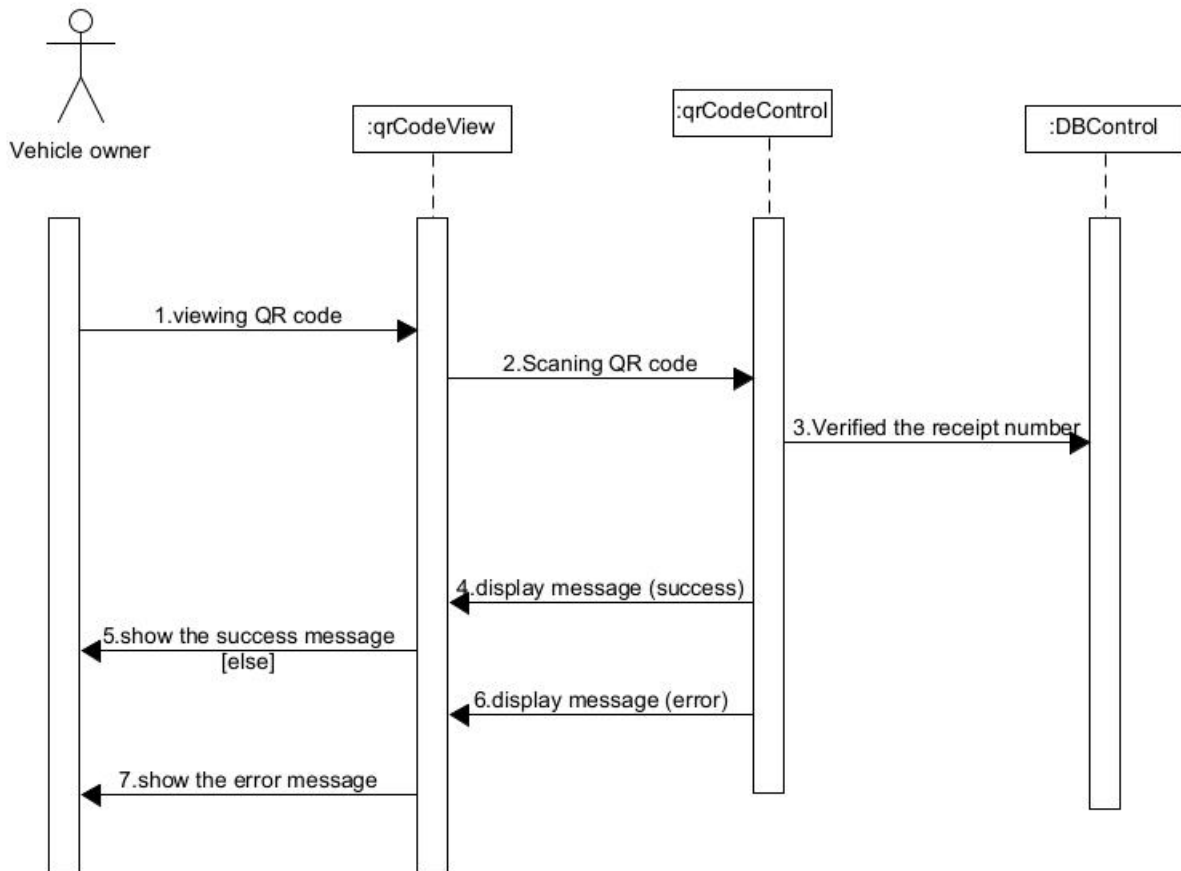 Vehicle owner
:qrCodeView
:qrCodeControl
:DBControl
1.viewing QR code
2.Scaning QR code
3.Verified the receipt number
4.display message (success)
5.show the success message
[else]
6.display message (error)
7.show the error message